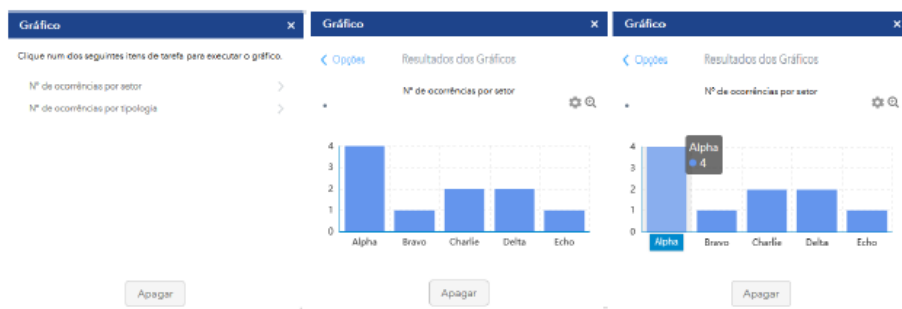 Gráfico ×
Clique num dos seguintes itens de tarefa para executar o gráfico.
Nº de ocorrências por setor
Nº de ocorrências por tipologia
Apagar
Gráfico ×
Opções Resultados dos Gráficos
Nº de ocorrências por setor
4
3
2
1
0
Alpha Bravo Charlie Delta Echo
Apagar
Gráfico ×
Opções Resultados dos Gráficos
Nº de ocorrências por setor
4
3
2
1
0
Alpha
4
Alpha Bravo Charlie Delta Echo
Apagar